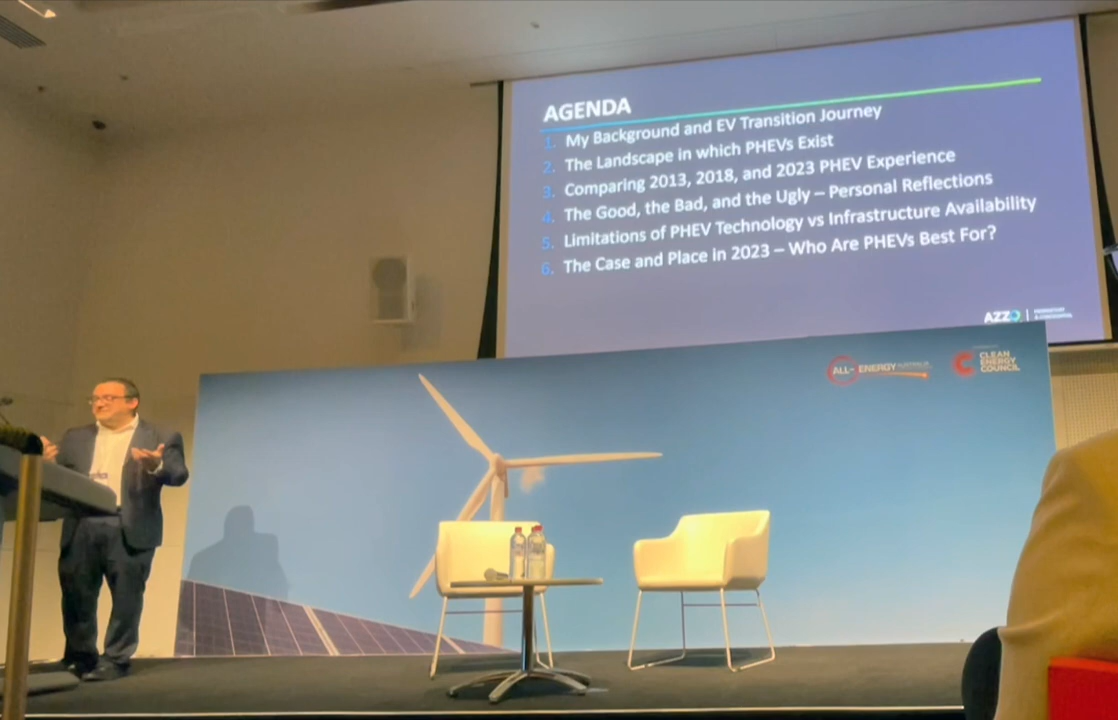 AGENDA
1. My Background and EV Transition Journey
2. The Landscape in which PHEVs Exist
3. Comparing 2013, 2018, and 2023 PHEV Experience
4. The Good, the Bad, and the Ugly – Personal Reflections
5. Limitations of PHEV Technology vs Infrastructure Availability
6. The Case and Place in 2023 – Who Are PHEVs Best For?
AZZO
ALL-ENERGY AUSTRALIA
CLEAN
ENERGY
COUNCIL